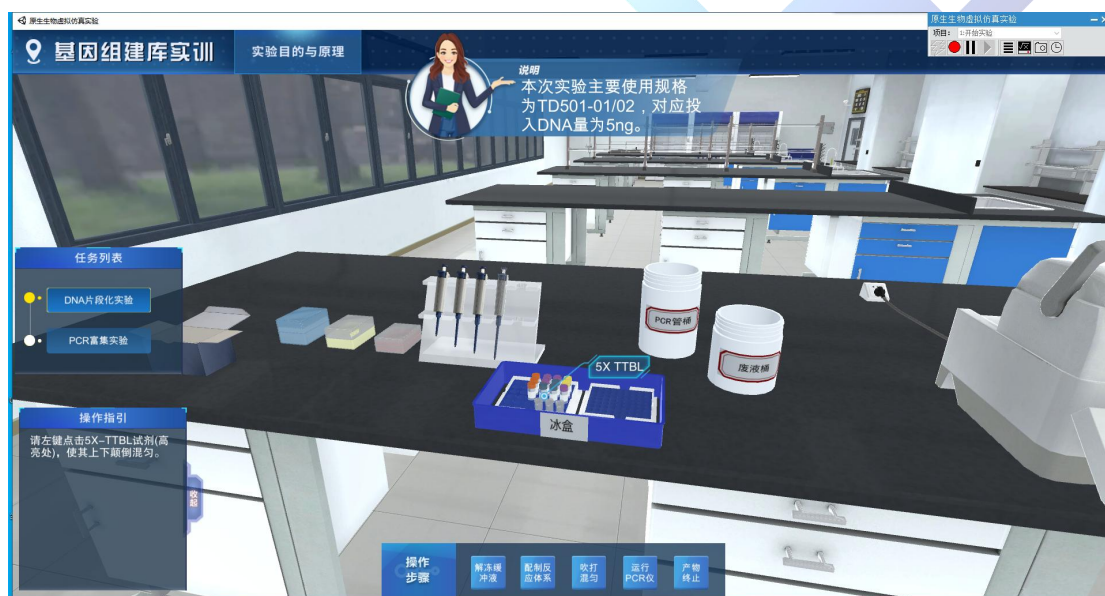 原生生物虚拟仿真实验
原生生物虚拟仿真实验
项目: 1:开始实验
基因组建库实训
实验目的与原理
说明
本次实验主要使用规格
为TD501-01/02，对应投
入DNA量为5ng。
任务列表
DNA片段化实验
PCR富集实验
PCR管桶
废液桶
5X TTBL
冰盒
操作指引
请左键点击5X-TTBL试剂(高
亮处)，使其上下颠倒混匀。
收起
操作
步骤
解冻缓
冲液
配制反
应体系
吹打
混匀
运行
PCR仪
产物
终止